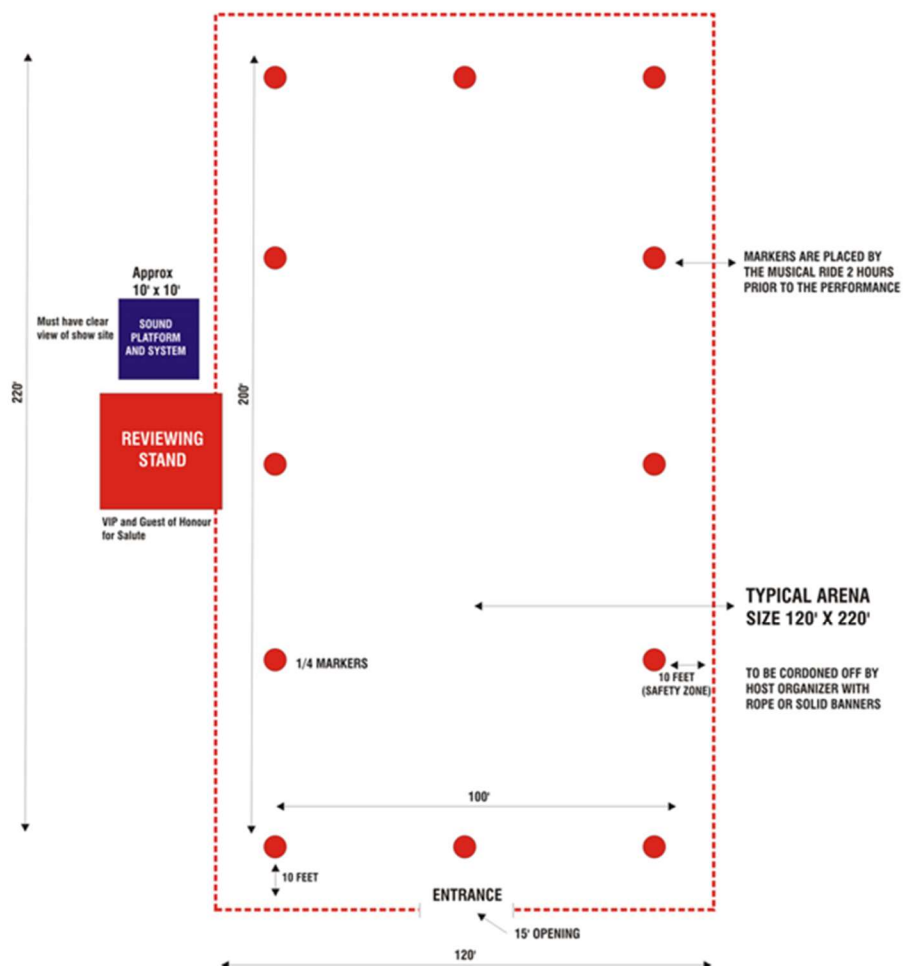 Approx
10' x 10'
Must have clear
view of show site
SOUND
PLATFORM
AND SYSTEM
MARKERS ARE PLACED BY
THE MUSICAL RIDE 2 HOURS
PRIOR TO THE PERFORMANCE
220'
200'
REVIEWING
STAND
VIP and Guest of Honour
for Salute
TYPICAL ARENA
SIZE 120' X 220'
1/4 MARKERS
10 FEET
(SAFETY ZONE)
TO BE CORDONED OFF BY
HOST ORGANIZER WITH
ROPE OR SOLID BANNERS
100'
10 FEET
ENTRANCE
15' OPENING
120'